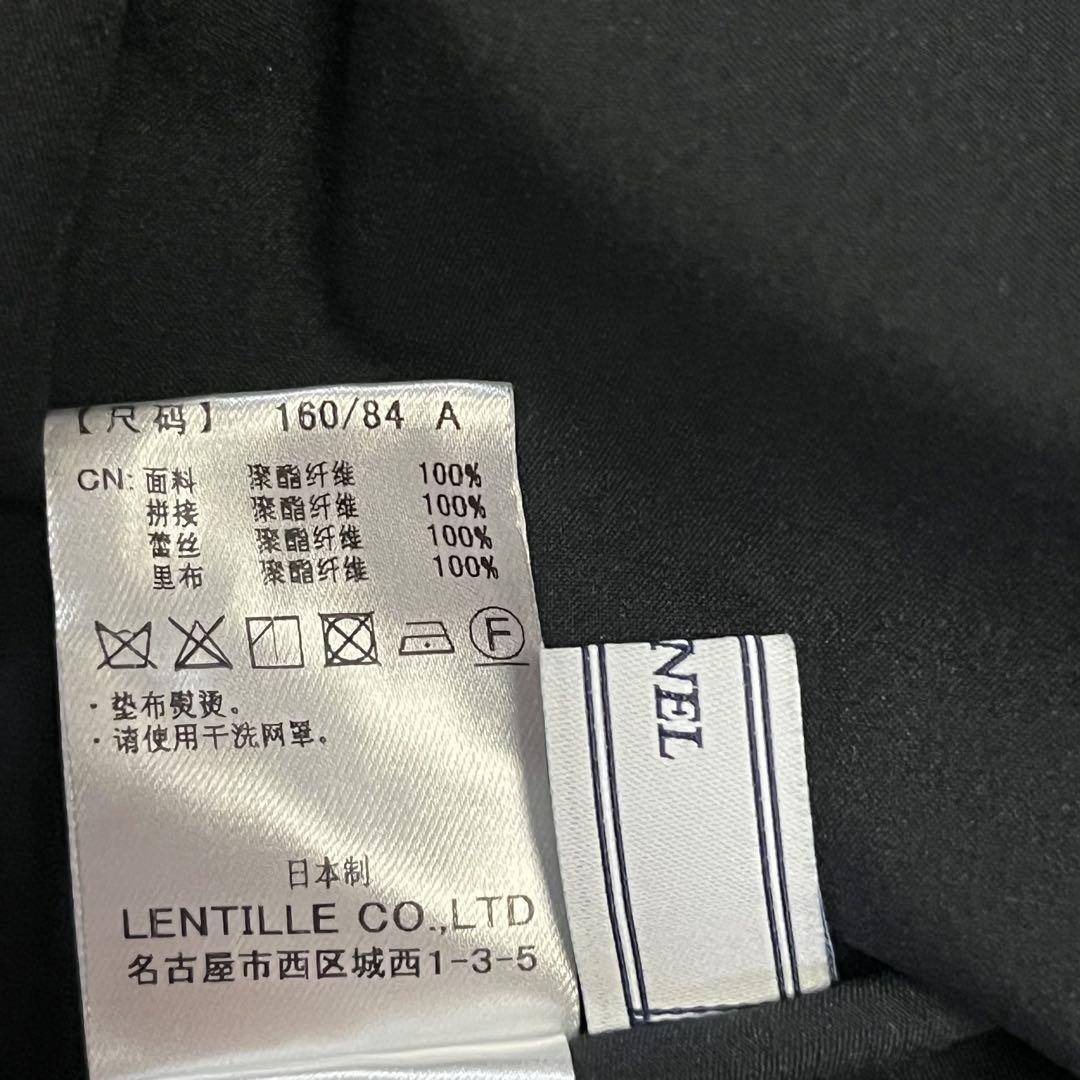 【尺码】 160/84 A
CN: 面料 聚酯纤维 100%
拼接 聚酯纤维 100%
蕾丝 聚酯纤维 100%
里布 聚酯纤维 100%
F
・垫布熨烫。
・请使用干洗网罩。
日本制
LENTILLE CO.,LTD
名古屋市西区城西1-3-5
NEL